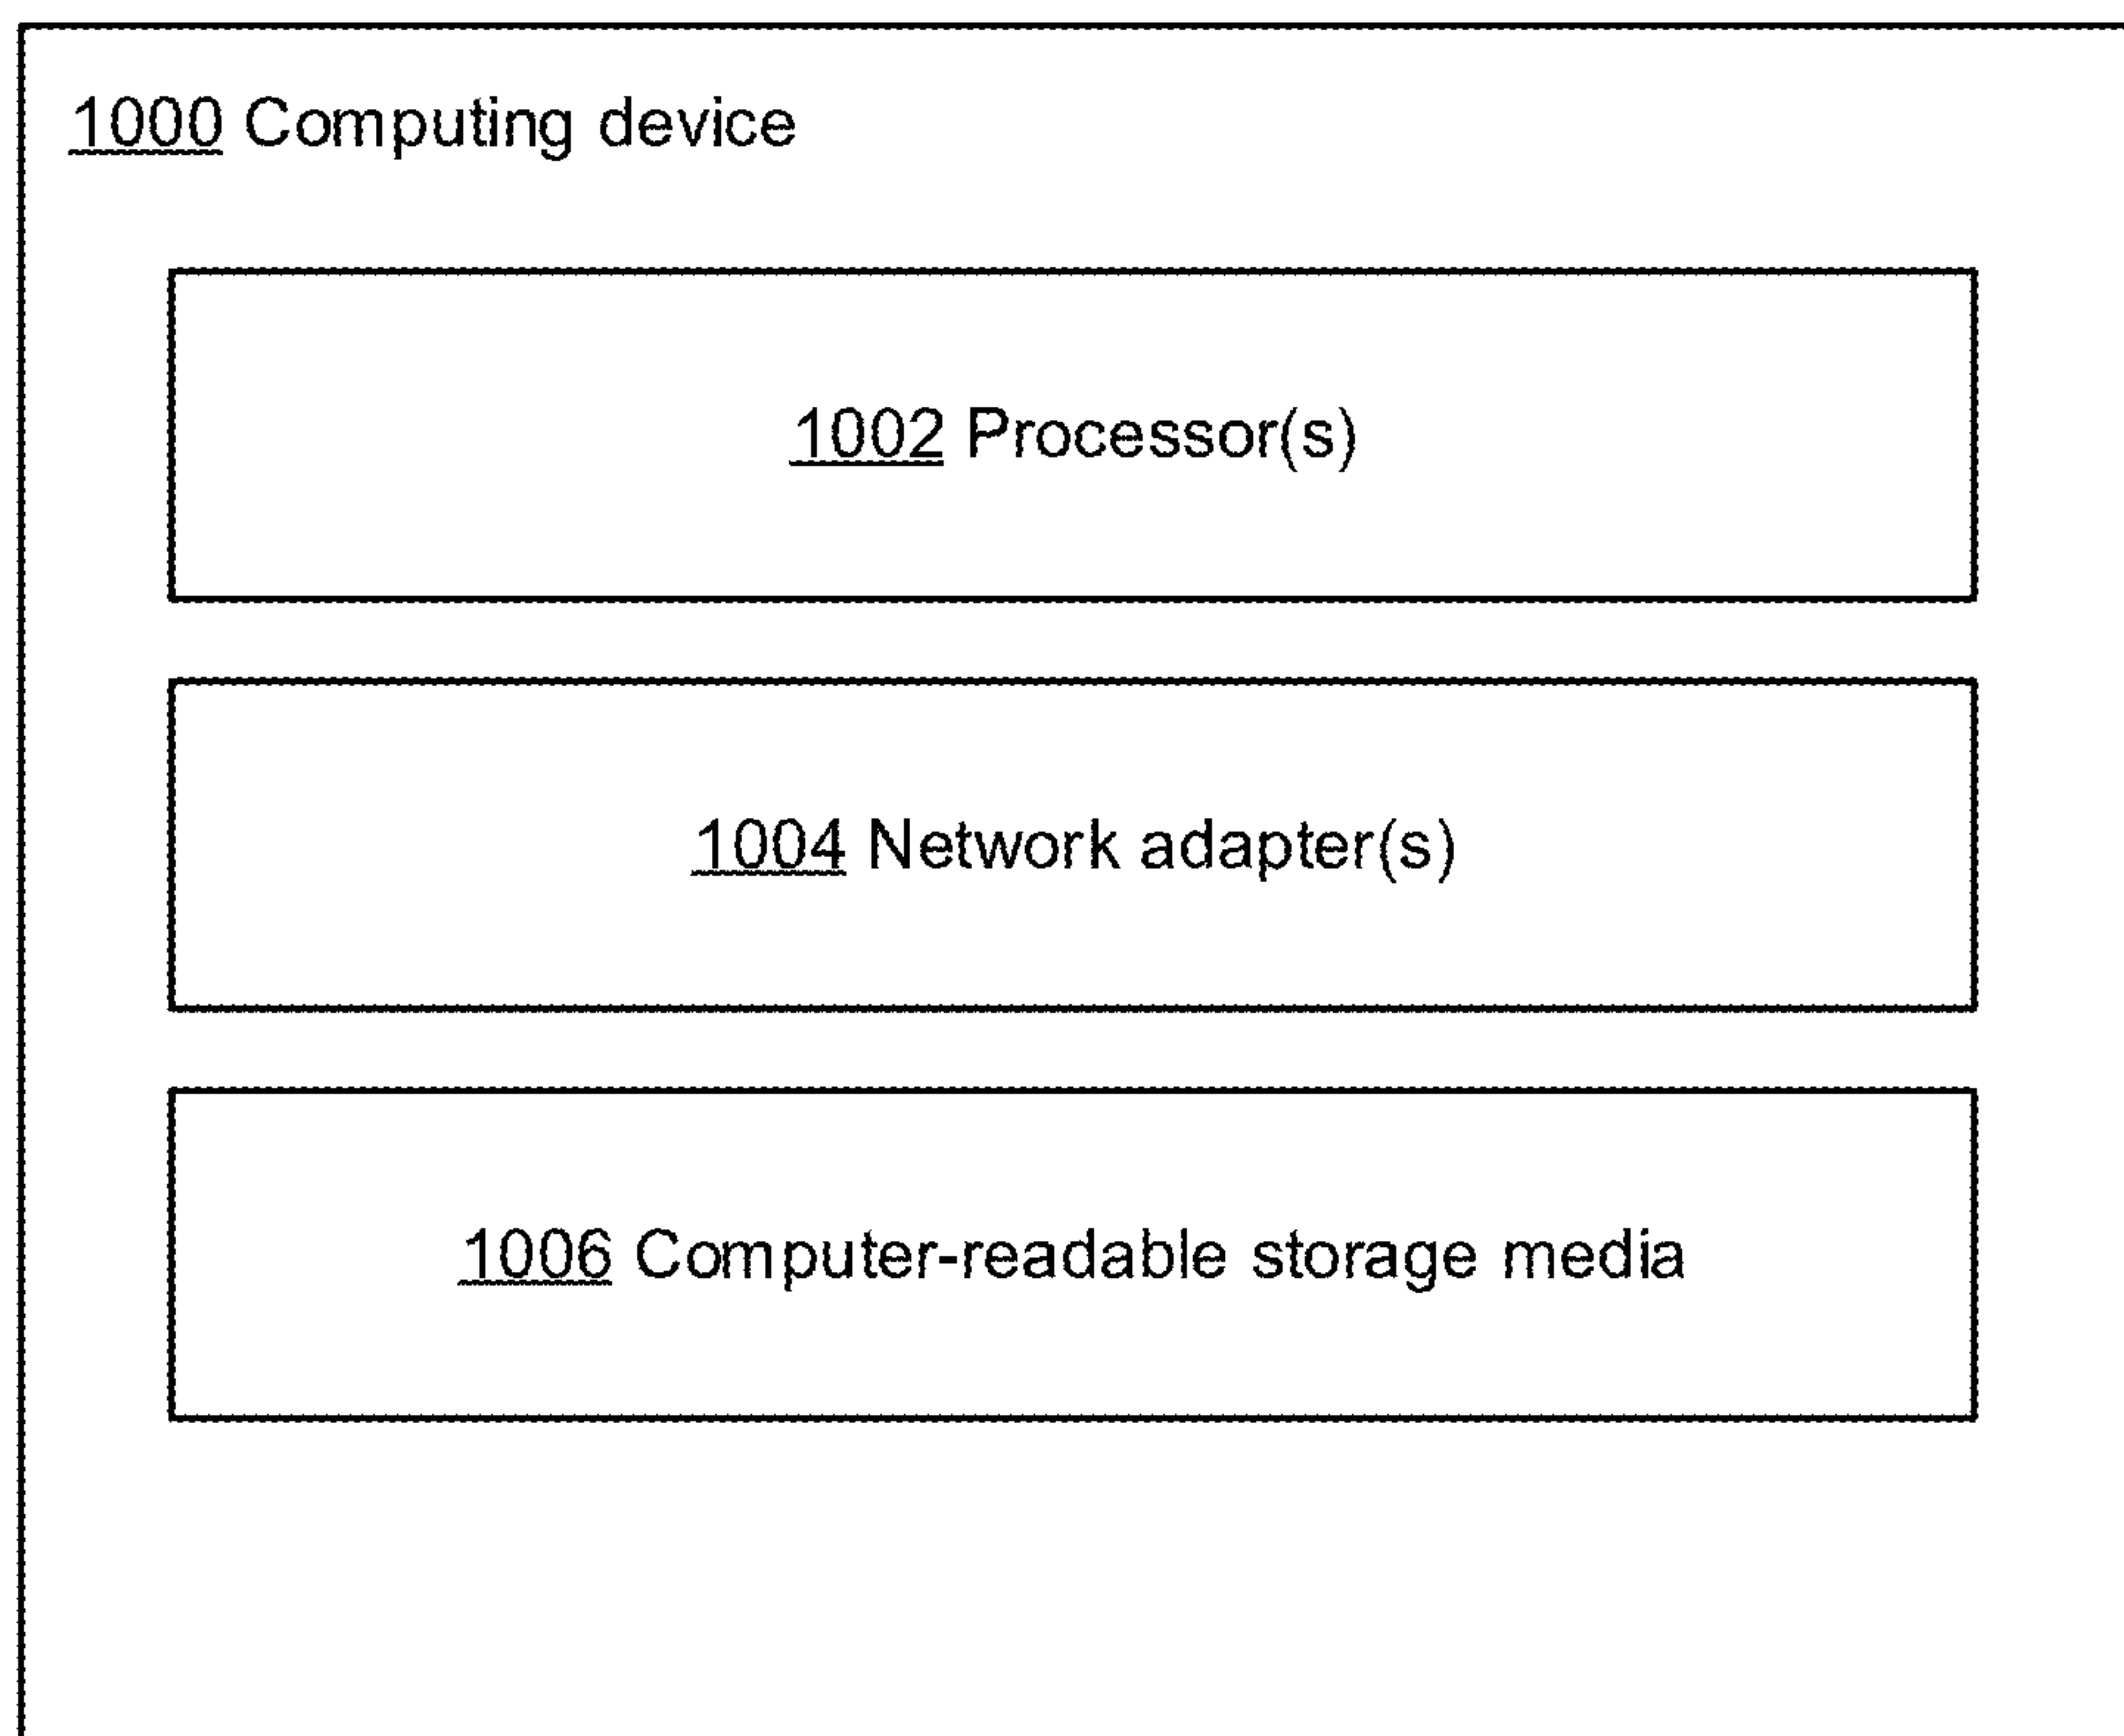 1000 Computing device
1002 Processor(s)
1004 Network adapter(s)
1006 Computer-readable storage media